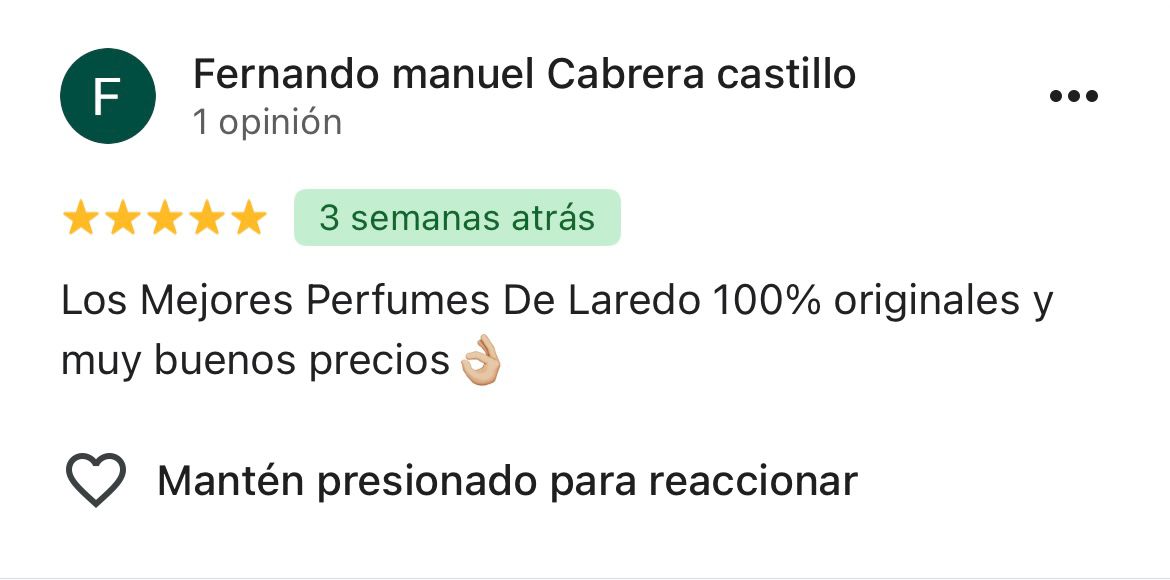 F
Fernando manuel Cabrera castillo
1 opinión
3 semanas atrás
Los Mejores Perfumes De Laredo 100% originales y
muy buenos precios👌🏼
Mantén presionado para reaccionar